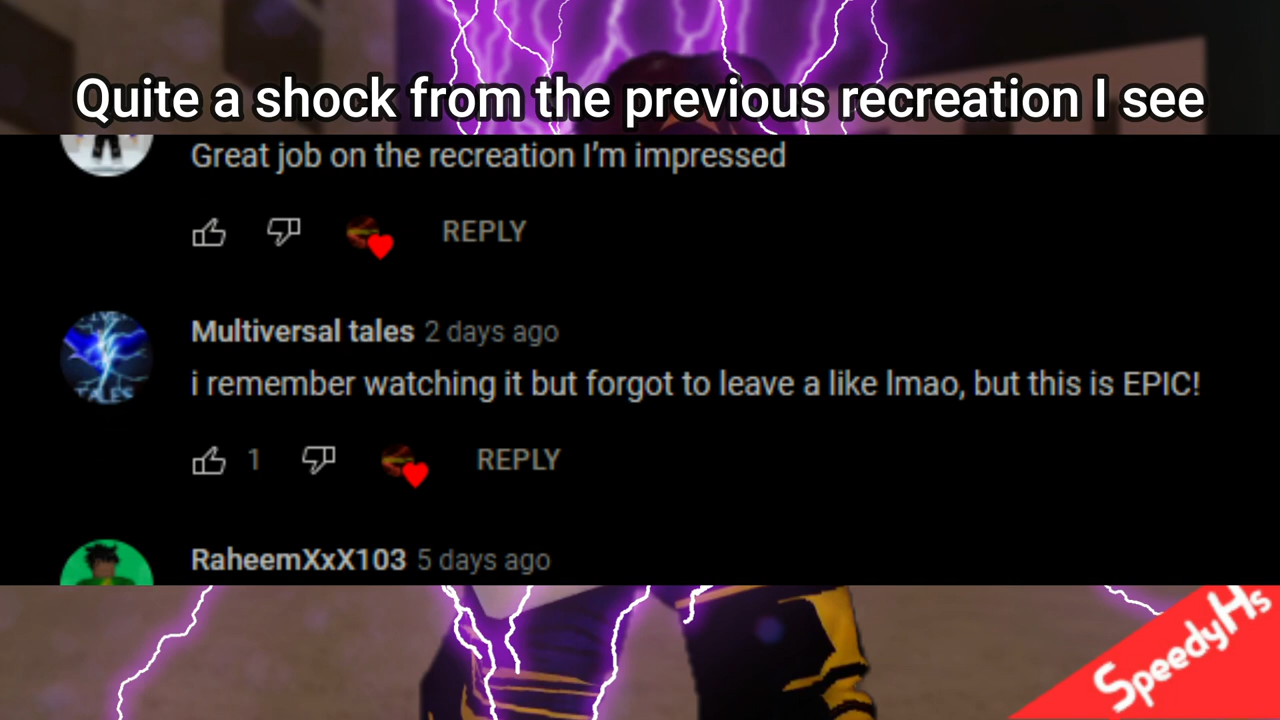 Quite a shock from the previous recreation I see
Great job on the recreation I’m impressed
REPLY
Multiversal tales 2 days ago
i remember watching it but forgot to leave a like lmao, but this is EPIC!
1 REPLY
RaheemXxX103 5 days ago
SpeedyHs